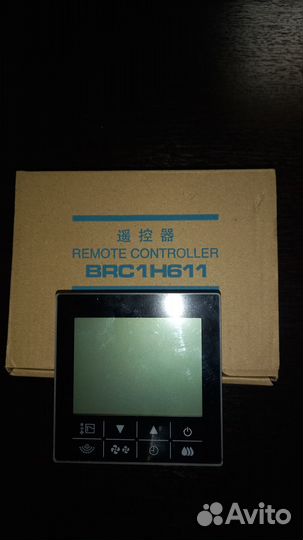 遥控器
REMOTE CONTROLLER
BRC1H611
Avito